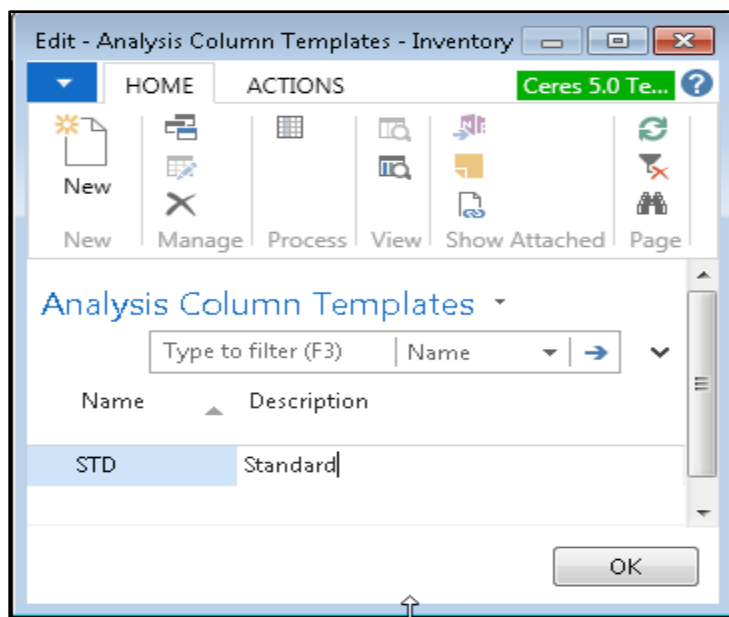 Edit - Analysis Column Templates - Inventory
HOME ACTIONS Ceres 5.0 Te... ?
New
New Manage Process View Show Attached Page
Analysis Column Templates
Type to filter (F3) Name
Name Description
STD Standard
OK